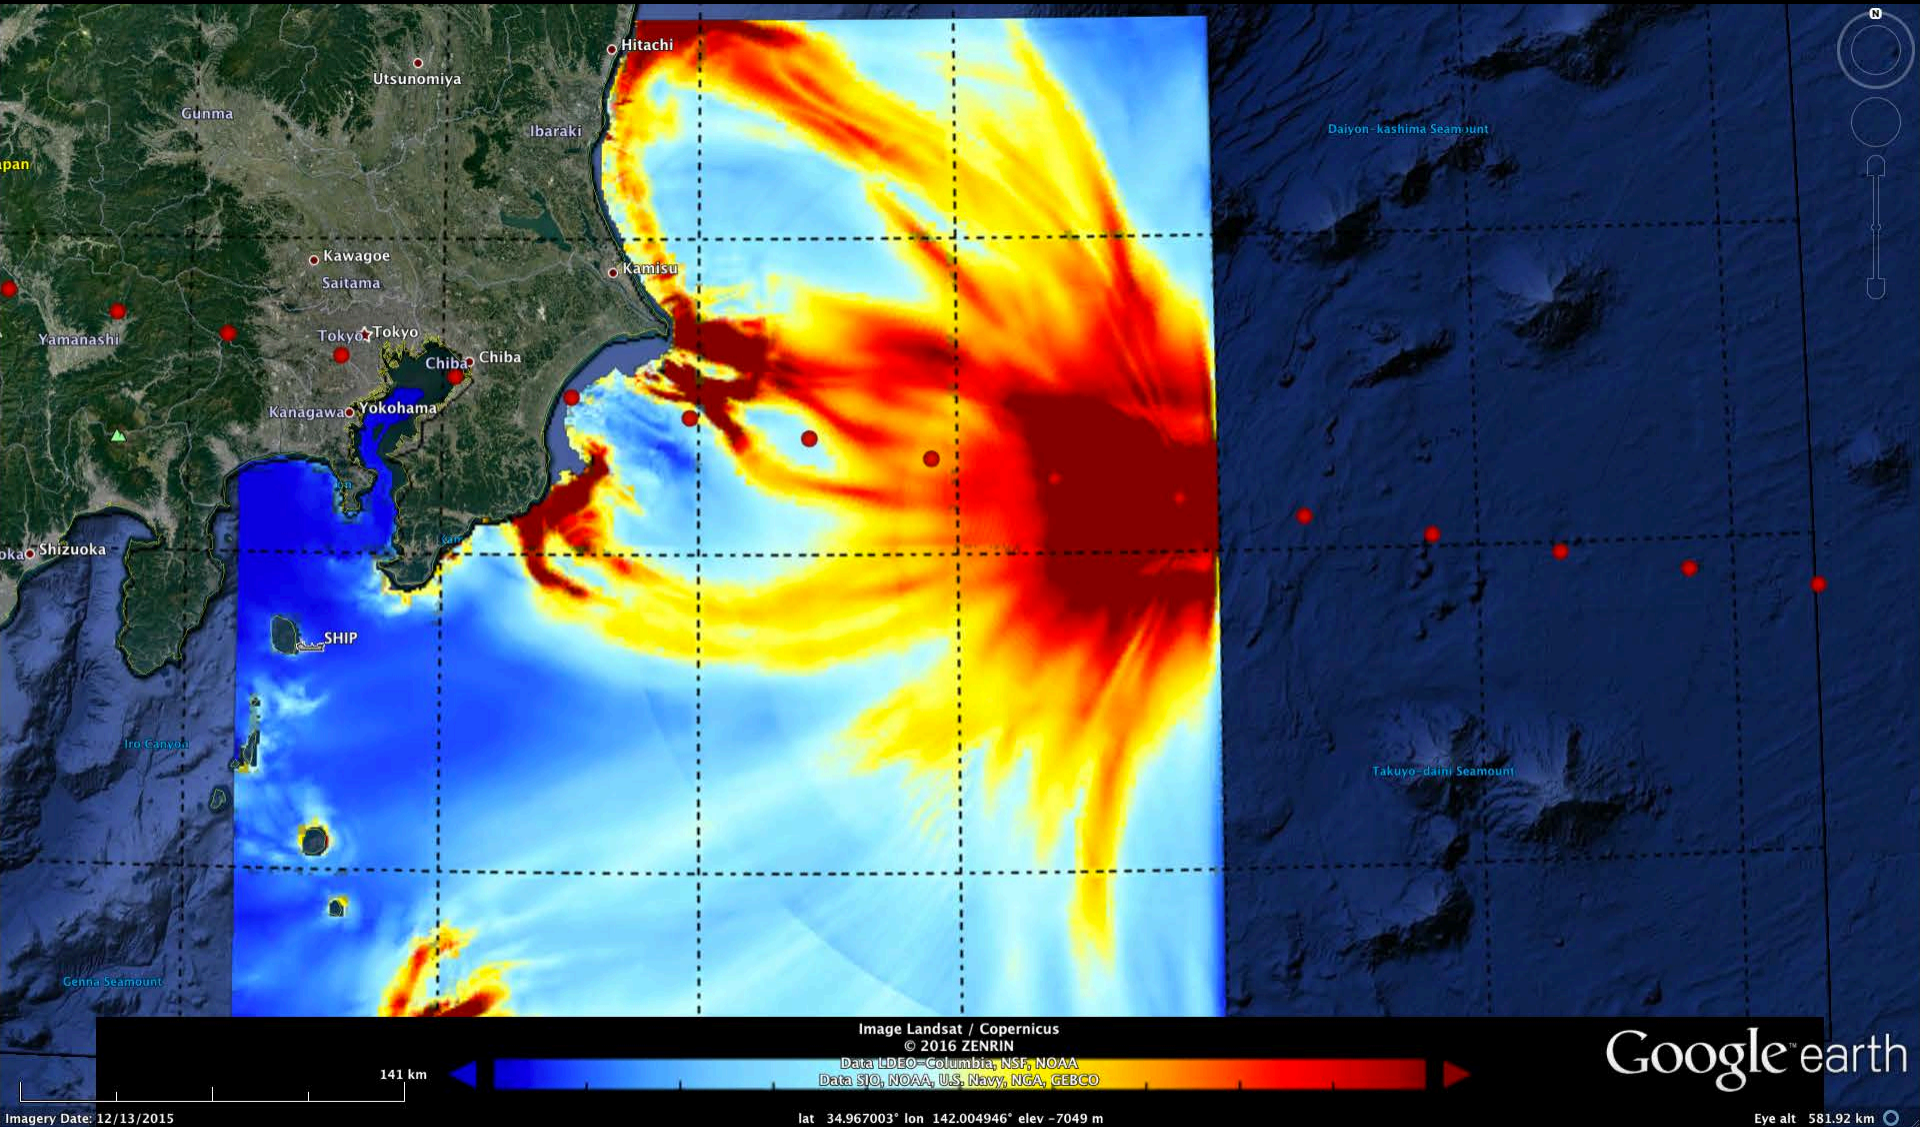 N
Hitachi
Utsunomiya
Gunma
Ibaraki
Daiyon-kashima Seamount
apan
Kawagoe
Kamisu
Saitama
Tokyo
Tokyo
Yamanashi
Chiba
Chiba
Kanagawa
Yokohama
oka
Shizuoka
SHIP
Iro Canyon
Takuyo-daini Seamount
Genna Seamount
Image Landsat / Copernicus
© 2016 ZENRIN
Data LDEO-Columbia, NSF, NOAA
Data SIO, NOAA, U.S. Navy, NGA, GEBCO
141 km
Google earth
Imagery Date: 12/13/2015
lat 34.967003° lon 142.004946° elev -7049 m
Eye alt 581.92 km